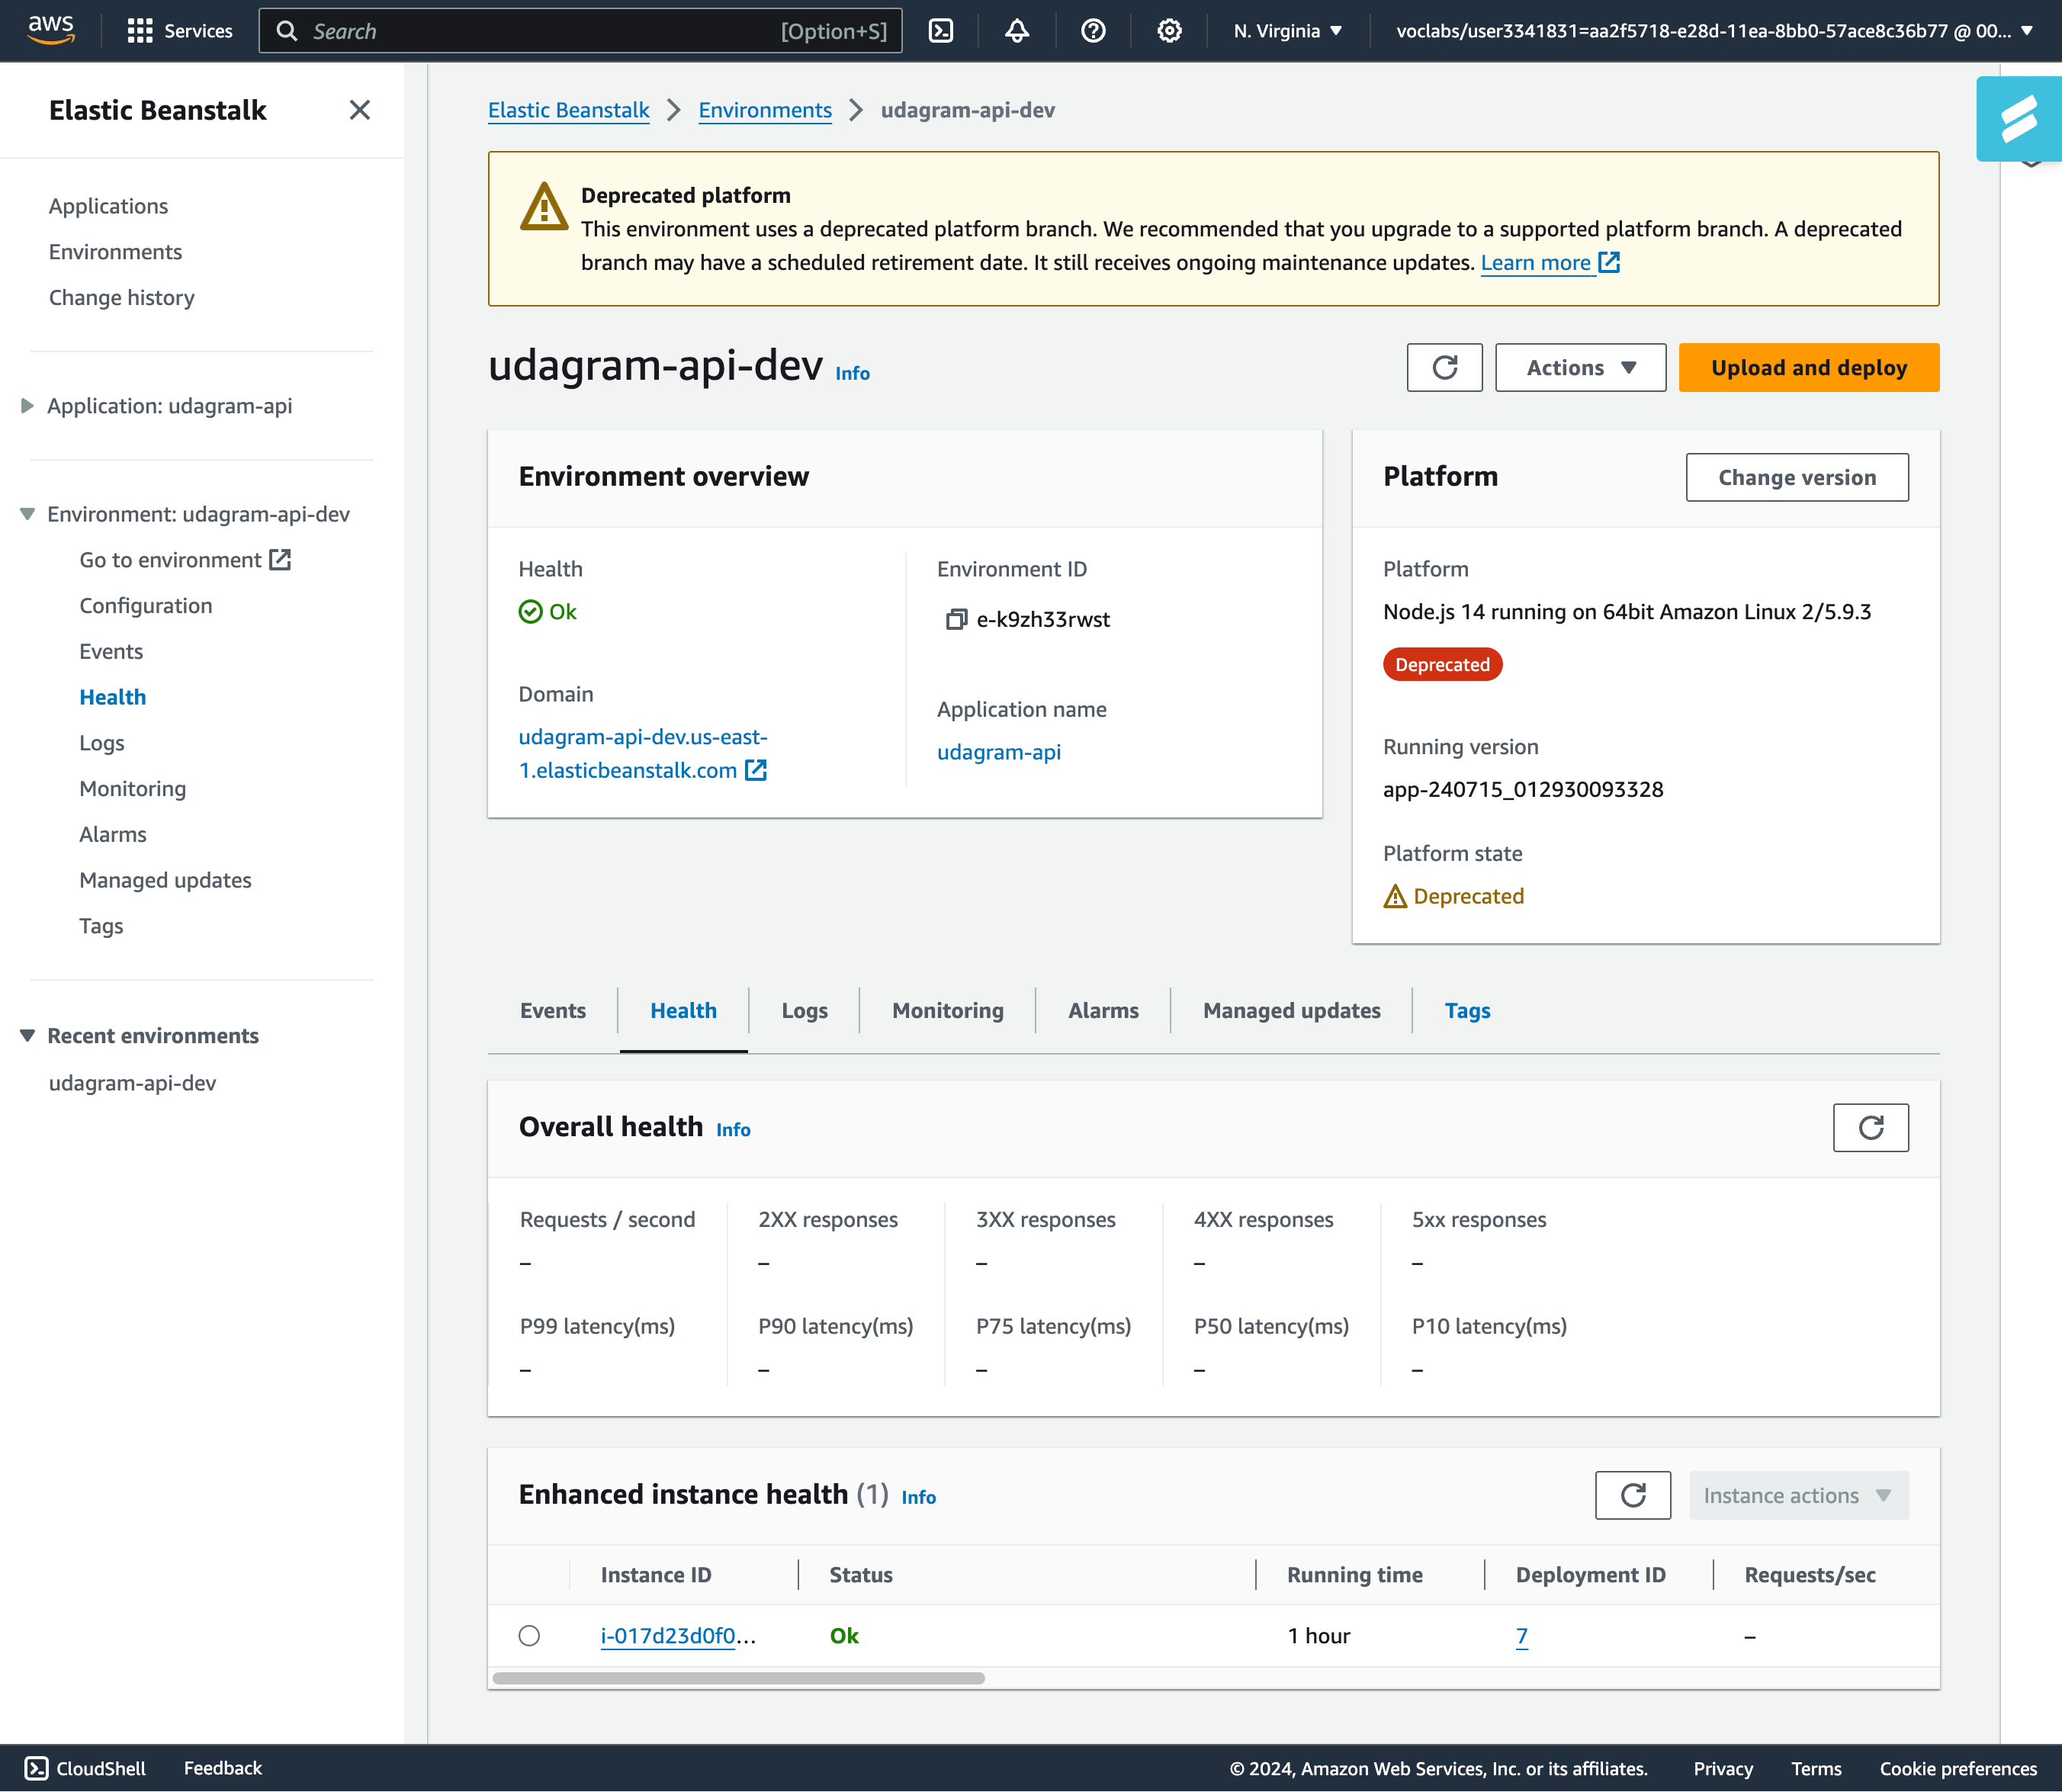 aws
Services
Search
[Option+S]
N. Virginia
voclabs/user3341831=aa2f5718-e28d-11ea-8bb0-57ace8c36b77 @ 00...
Elastic Beanstalk
Applications
Environments
Change history
Application: udagram-api
Environment: udagram-api-dev
Go to environment
Configuration
Events
Health
Logs
Monitoring
Alarms
Managed updates
Tags
Recent environments
udagram-api-dev
Elastic Beanstalk
Environments
udagram-api-dev
Deprecated platform
This environment uses a deprecated platform branch. We recommended that you upgrade to a supported platform branch. A deprecated
branch may have a scheduled retirement date. It still receives ongoing maintenance updates. Learn more
udagram-api-dev Info
Actions
Upload and deploy
Environment overview
Health
Ok
Domain
udagram-api-dev.us-east-
1.elasticbeanstalk.com
Environment ID
e-k9zh33rwst
Application name
udagram-api
Platform
Change version
Platform
Node.js 14 running on 64bit Amazon Linux 2/5.9.3
Deprecated
Running version
app-240715_012930093328
Platform state
Deprecated
Events Health Logs Monitoring Alarms Managed updates Tags
Overall health Info
Requests / second 2XX responses 3XX responses 4XX responses 5xx responses
– – – – –
P99 latency(ms) P90 latency(ms) P75 latency(ms) P50 latency(ms) P10 latency(ms)
– – – – –
Enhanced instance health (1) Info
Instance actions
Instance ID Status Running time Deployment ID Requests/sec
i-017d23d0f0... Ok 1 hour 7 –
CloudShell Feedback © 2024, Amazon Web Services, Inc. or its affiliates. Privacy Terms Cookie preferences